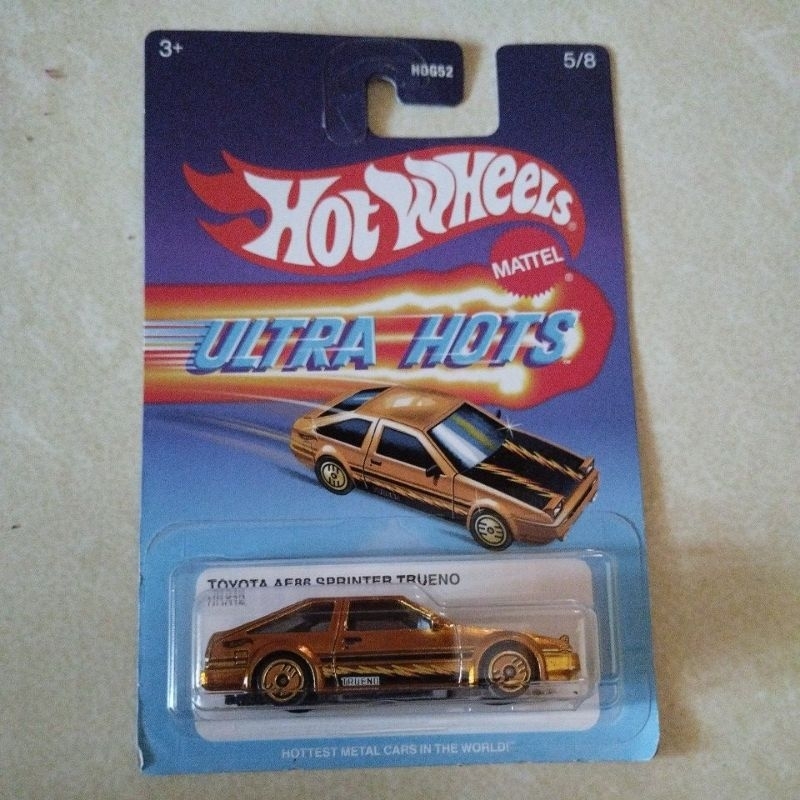 3+
HGG52
5/8
Hot Wheels
MATTEL
ULTRA HOTS
TOYOTA AE86 SPRINTER TRUENO
TRUENO
HOTTEST METAL CARS IN THE WORLD!